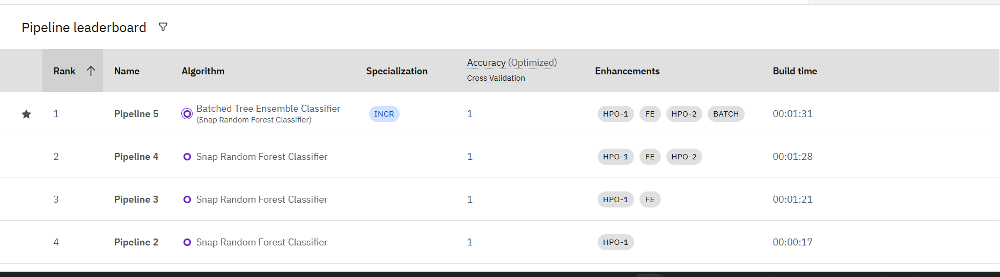 Pipeline leaderboard
Rank Name Algorithm Specialization Accuracy (Optimized) Enhancements Build time
Cross Validation
1 Pipeline 5 Batched Tree Ensemble Classifier INCR 1 HPO-1 FE HPO-2 BATCH 00:01:31
(Snap Random Forest Classifier)
2 Pipeline 4 Snap Random Forest Classifier 1 HPO-1 FE HPO-2 00:01:28
3 Pipeline 3 Snap Random Forest Classifier 1 HPO-1 FE 00:01:21
4 Pipeline 2 Snap Random Forest Classifier 1 HPO-1 00:00:17